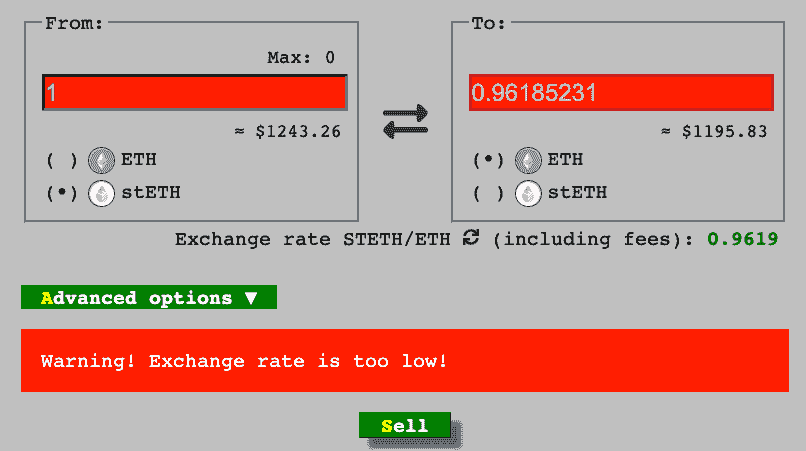 From:
Max: 0
1
≈ $1243.26
( ) ETH
(•) stETH
To:
0.96185231
≈ $1195.83
(•) ETH
( ) stETH
Exchange rate STETH/ETH (including fees): 0.9619
Advanced options ▼
Warning! Exchange rate is too low!
Sell